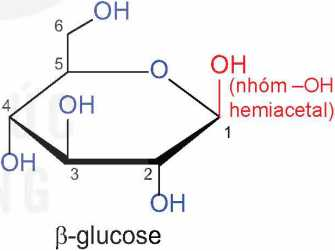 6 OH
5 O OH
(nhóm –OH
hemiacetal)
4 OH 1
OH 3 2
OH
β-glucose